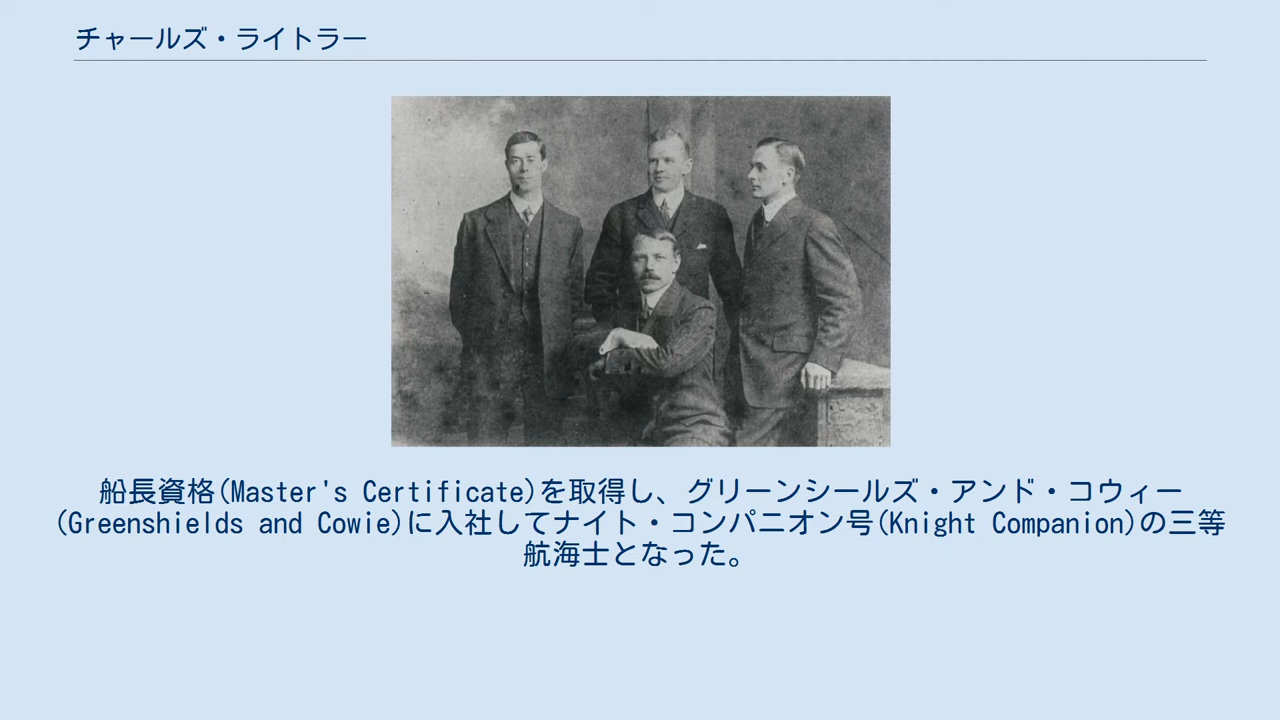 チャールズ・ライトラー
船長資格(Master's Certificate)を取得し、グリーンシールズ・アンド・コウィー
(Greenshields and Cowie)に入社してナイト・コンパニオン号(Knight Companion)の三等
航海士となった。